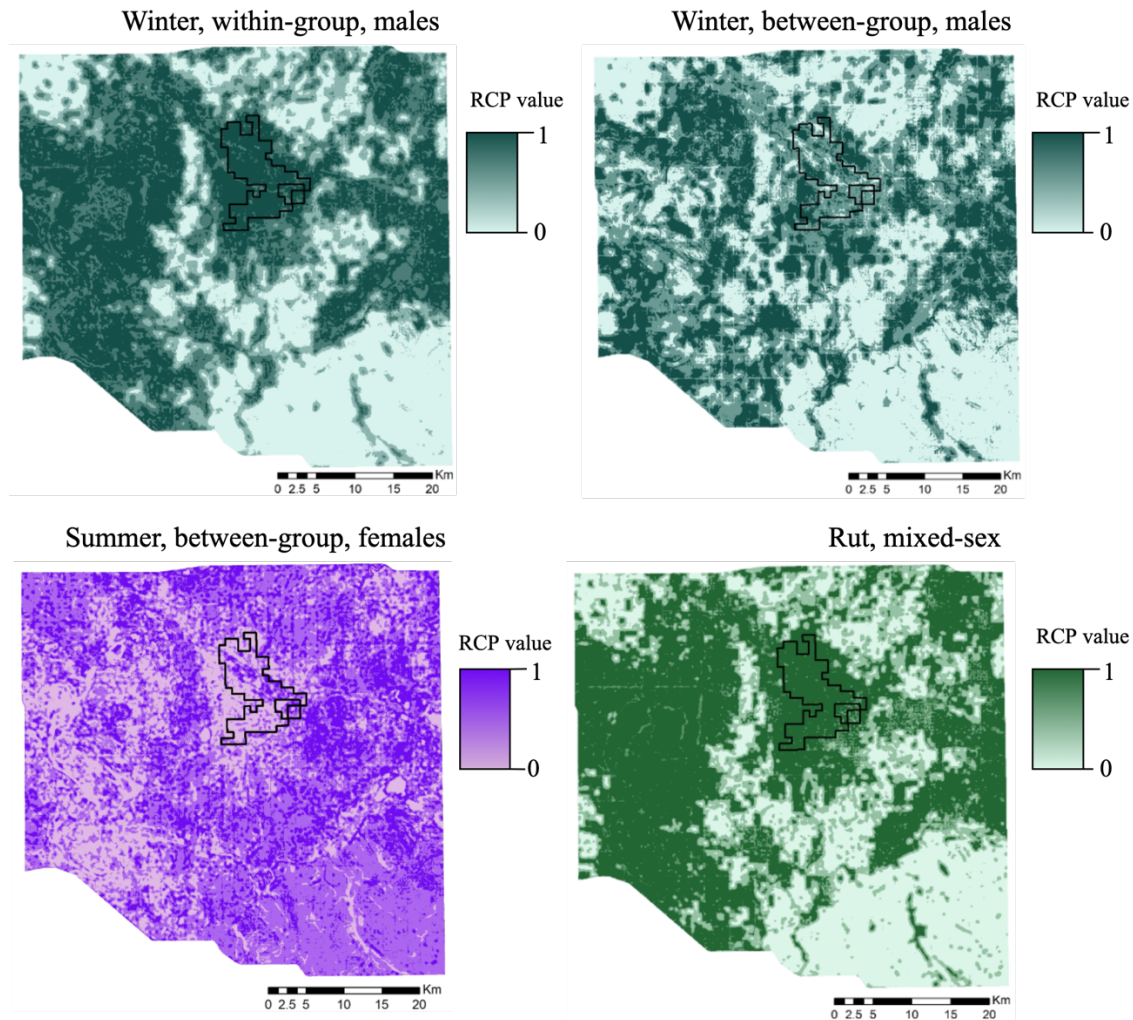 Winter, within-group, males
Winter, between-group, males
RCP value
1
0
RCP value
1
0
Km
0 2.5 5 10 15 20
Km
0 2.5 5 10 15 20
Summer, between-group, females
Rut, mixed-sex
RCP value
1
0
RCP value
1
0
Km
0 2.5 5 10 15 20
Km
0 2.5 5 10 15 20